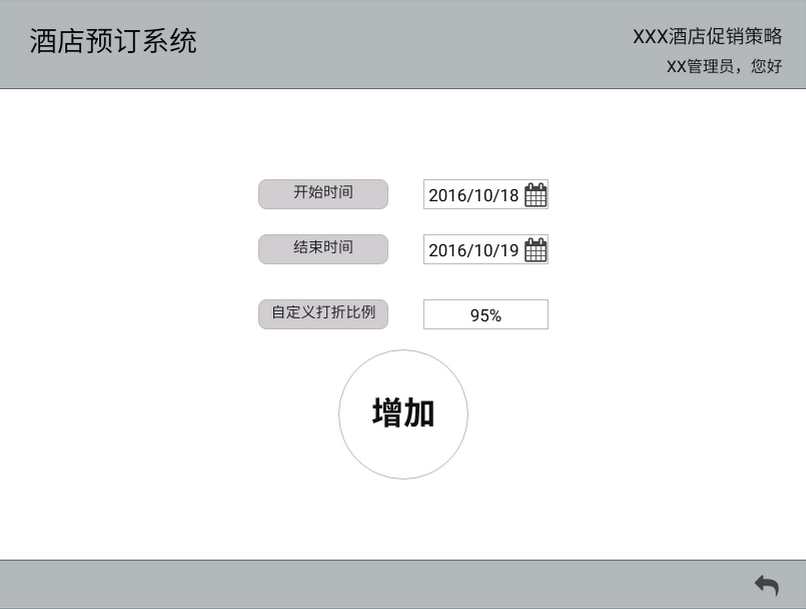 酒店预订系统
XXX酒店促销策略
XX管理员，您好
开始时间
2016/10/18
结束时间
2016/10/19
自定义打折比例
95%
增加